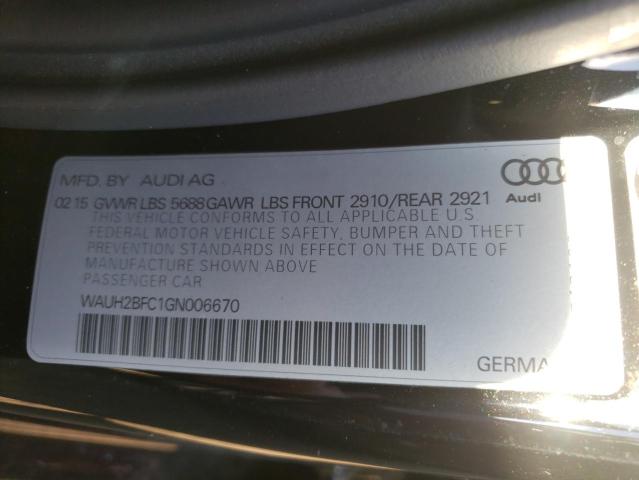 MFD. BY AUDI AG
02 15 GVWR LBS 5688 GAWR LBS FRONT 2910/REAR 2921
Audi
THIS VEHICLE CONFORMS TO ALL APPLICABLE U.S.
FEDERAL MOTOR VEHICLE SAFETY, BUMPER AND THEFT
PREVENTION STANDARDS IN EFFECT ON THE DATE OF
MANUFACTURE SHOWN ABOVE
PASSENGER CAR
WAUH2BFC1GN006670
GERMA